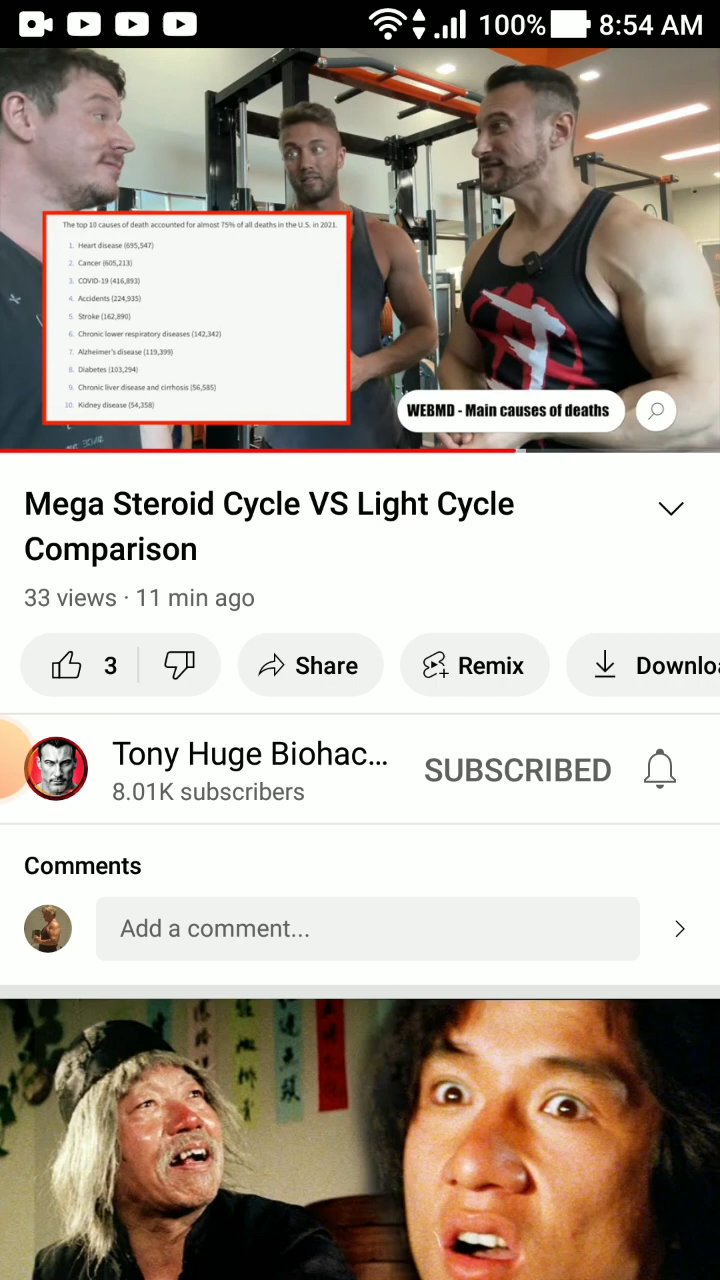 100% 8:54 AM
The top 10 causes of death accounted for almost 75% of all deaths in the U.S. in 2021.
1. Heart disease (695,547)
2. Cancer (605,213)
3. COVID-19 (416,893)
4. Accidents (224,935)
5. Stroke (162,890)
6. Chronic lower respiratory diseases (142,342)
7. Alzheimer's disease (119,399)
8. Diabetes (103,294)
9. Chronic liver disease and cirrhosis (56,585)
10. Kidney disease (54,358)
WEBMD - Main causes of deaths
Mega Steroid Cycle VS Light Cycle
Comparison
33 views · 11 min ago
3
Share
Remix
Downloa
Tony Huge Biohac...
8.01K subscribers
SUBSCRIBED
Comments
Add a comment...